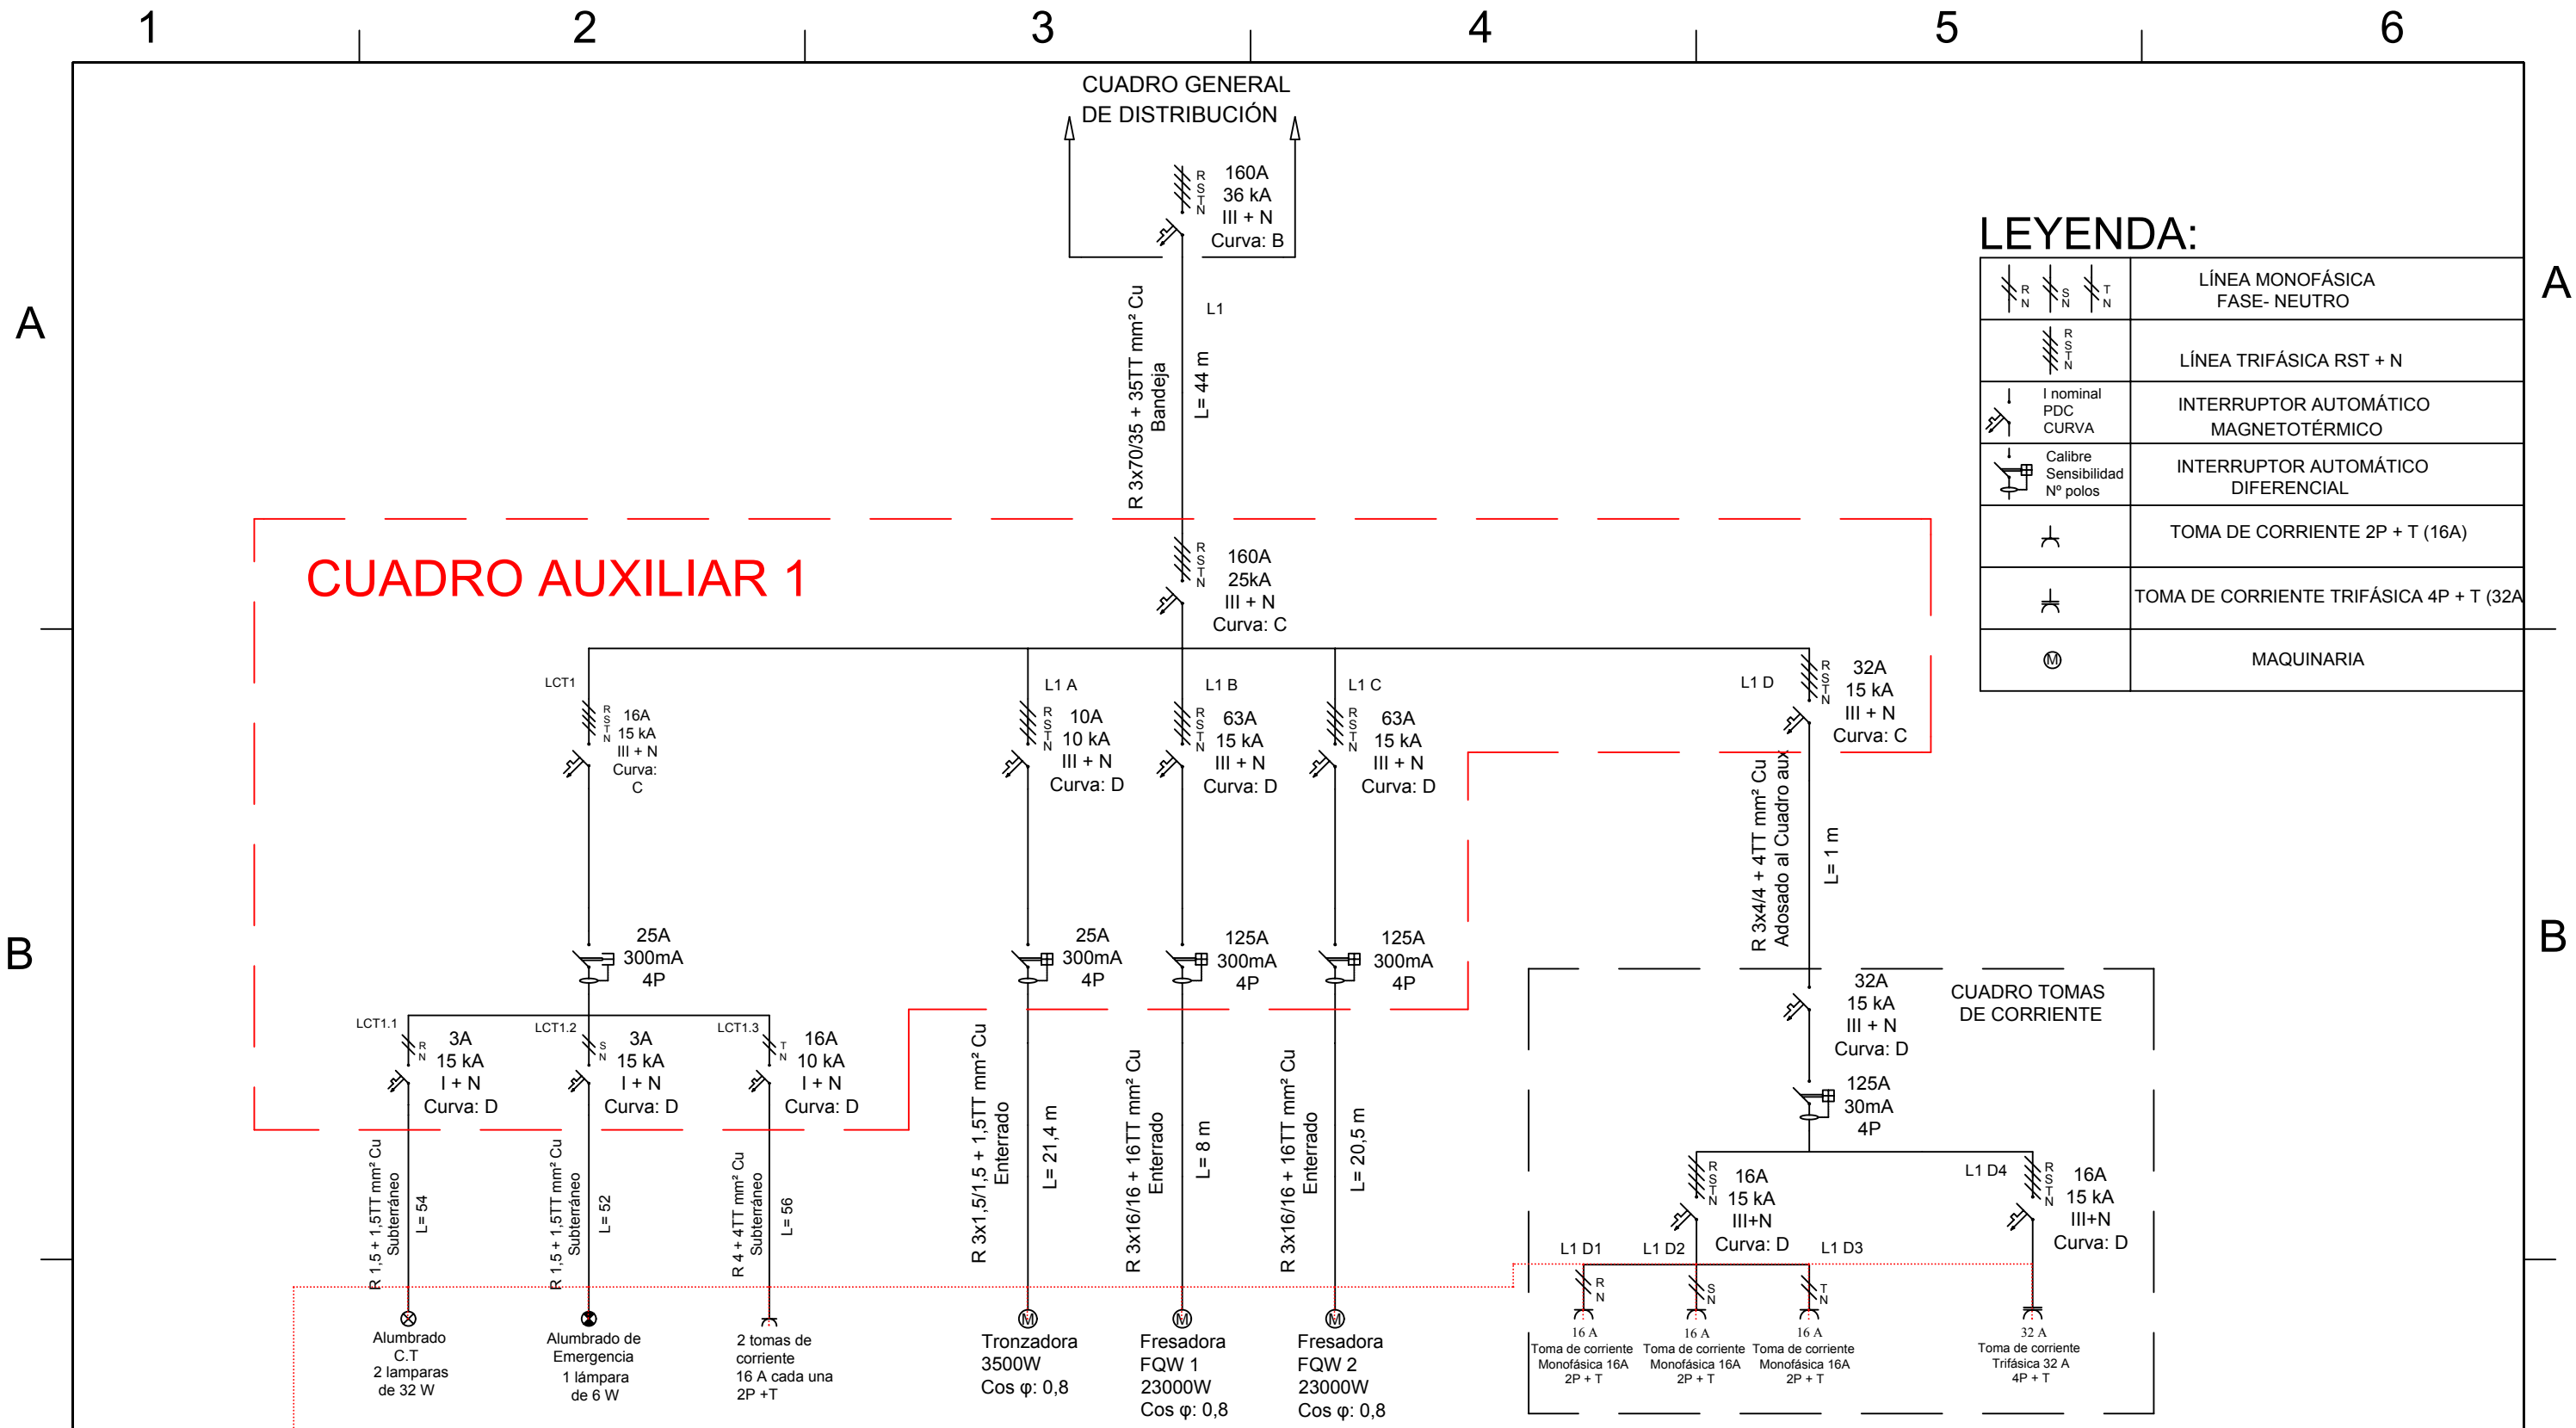 1
2
3
4
5
6
CUADRO GENERAL
DE DISTRIBUCIÓN
R
S
T
N
160A
36 kA
III + N
Curva: B
A
A
L1
R 3x70/35 + 35TT mm² Cu
Bandeja
L= 44 m
LEYENDA:
R
N
S
N
T
N
LÍNEA MONOFÁSICA
FASE- NEUTRO
R
S
T
N
LÍNEA TRIFÁSICA RST + N
I nominal
PDC
CURVA
INTERRUPTOR AUTOMÁTICO
MAGNETOTÉRMICO
Calibre
Sensibilidad
Nº polos
INTERRUPTOR AUTOMÁTICO
DIFERENCIAL
TOMA DE CORRIENTE 2P + T (16A)
TOMA DE CORRIENTE TRIFÁSICA 4P + T (32A
M
MAQUINARIA
CUADRO AUXILIAR 1
R
S
T
N
160A
25kA
III + N
Curva: C
LCT1
R
S
T
N
16A
15 kA
III + N
Curva:
C
L1 A
R
S
T
N
10A
10 kA
III + N
Curva: D
L1 B
R
S
T
N
63A
15 kA
III + N
Curva: D
L1 C
R
S
T
N
63A
15 kA
III + N
Curva: D
L1 D
R
S
T
N
32A
15 kA
III + N
Curva: C
R 3x4/4 + 4TT mm² Cu
Adosado al Cuadro aux
L= 1 m
B
B
25A
300mA
4P
25A
300mA
4P
125A
300mA
4P
125A
300mA
4P
LCT1.1
R
N
3A
15 kA
I + N
Curva: D
LCT1.2
S
N
3A
15 kA
I + N
Curva: D
LCT1.3
T
N
16A
10 kA
I + N
Curva: D
CUADRO TOMAS
DE CORRIENTE
32A
15 kA
III + N
Curva: D
125A
30mA
4P
R 1,5 + 1,5TT mm² Cu
Subterráneo
L= 54
R 1,5 + 1,5TT mm² Cu
Subterráneo
L= 52
R 4 + 4TT mm² Cu
Subterráneo
L= 56
R 3x1,5/1,5 + 1,5TT mm² Cu
Enterrado
L= 21,4 m
R 3x16/16 + 16TT mm² Cu
Enterrado
L= 8 m
R 3x16/16 + 16TT mm² Cu
Enterrado
L= 20,5 m
R
S
T
N
16A
15 kA
III+N
Curva: D
L1 D4
R
S
T
N
16A
15 kA
III+N
Curva: D
L1 D1
L1 D2
L1 D3
R
N
S
N
T
N
Alumbrado
C.T
2 lamparas
de 32 W
Alumbrado de
Emergencia
1 lámpara
de 6 W
2 tomas de
corriente
16 A cada una
2P +T
M
Tronzadora
3500W
Cos φ: 0,8
M
Fresadora
FQW 1
23000W
Cos φ: 0,8
M
Fresadora
FQW 2
23000W
Cos φ: 0,8
16 A
Toma de corriente
Monofásica 16A
2P + T
16 A
Toma de corriente
Monofásica 16A
2P + T
16 A
Toma de corriente
Monofásica 16A
2P + T
32 A
Toma de corriente
Trifásica 32 A
4P + T